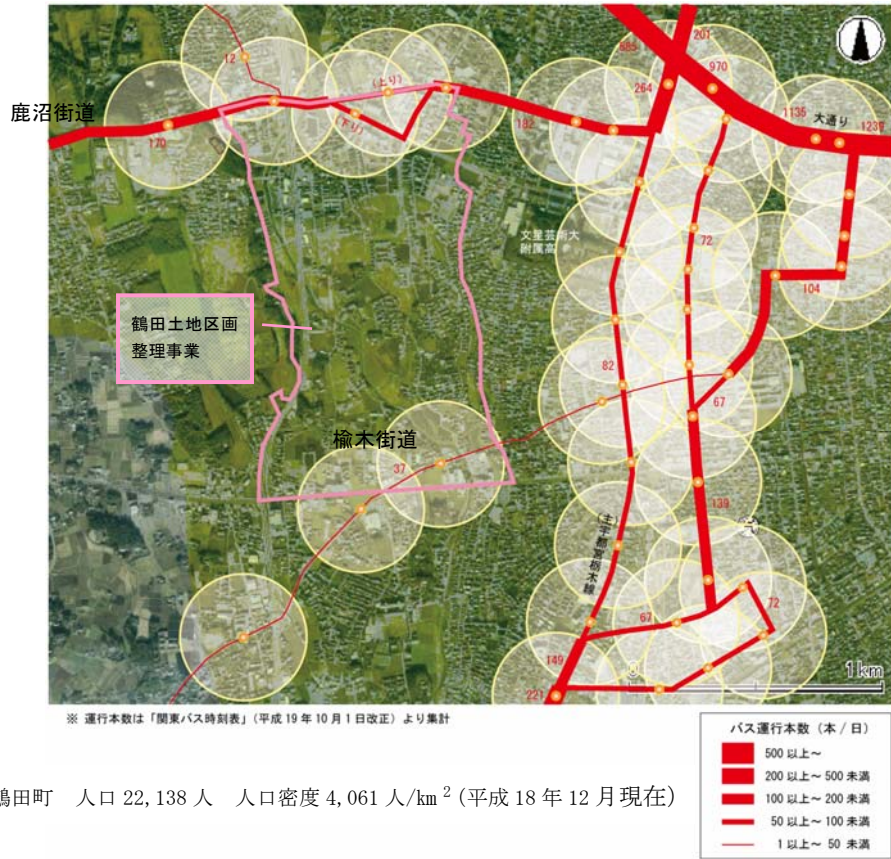 201
685
970
264
12
(上り)
鹿沼街道
(下り)
182
170
1135
大通り
1239
文星芸術大
附属高
72
104
鶴田土地区画
整理事業
82
67
楡木街道
37
139
(主)宇都宮栃木線
67
72
149
221
1km
※ 運行本数は「関東バス時刻表」(平成19年10月1日改正)より集計
バス運行本数(本/日)
500以上～
200以上～500未満
100以上～200未満
50以上～100未満
1以上～50未満
鶴田町 人口22,138人 人口密度4,061人/km²(平成18年12月現在)